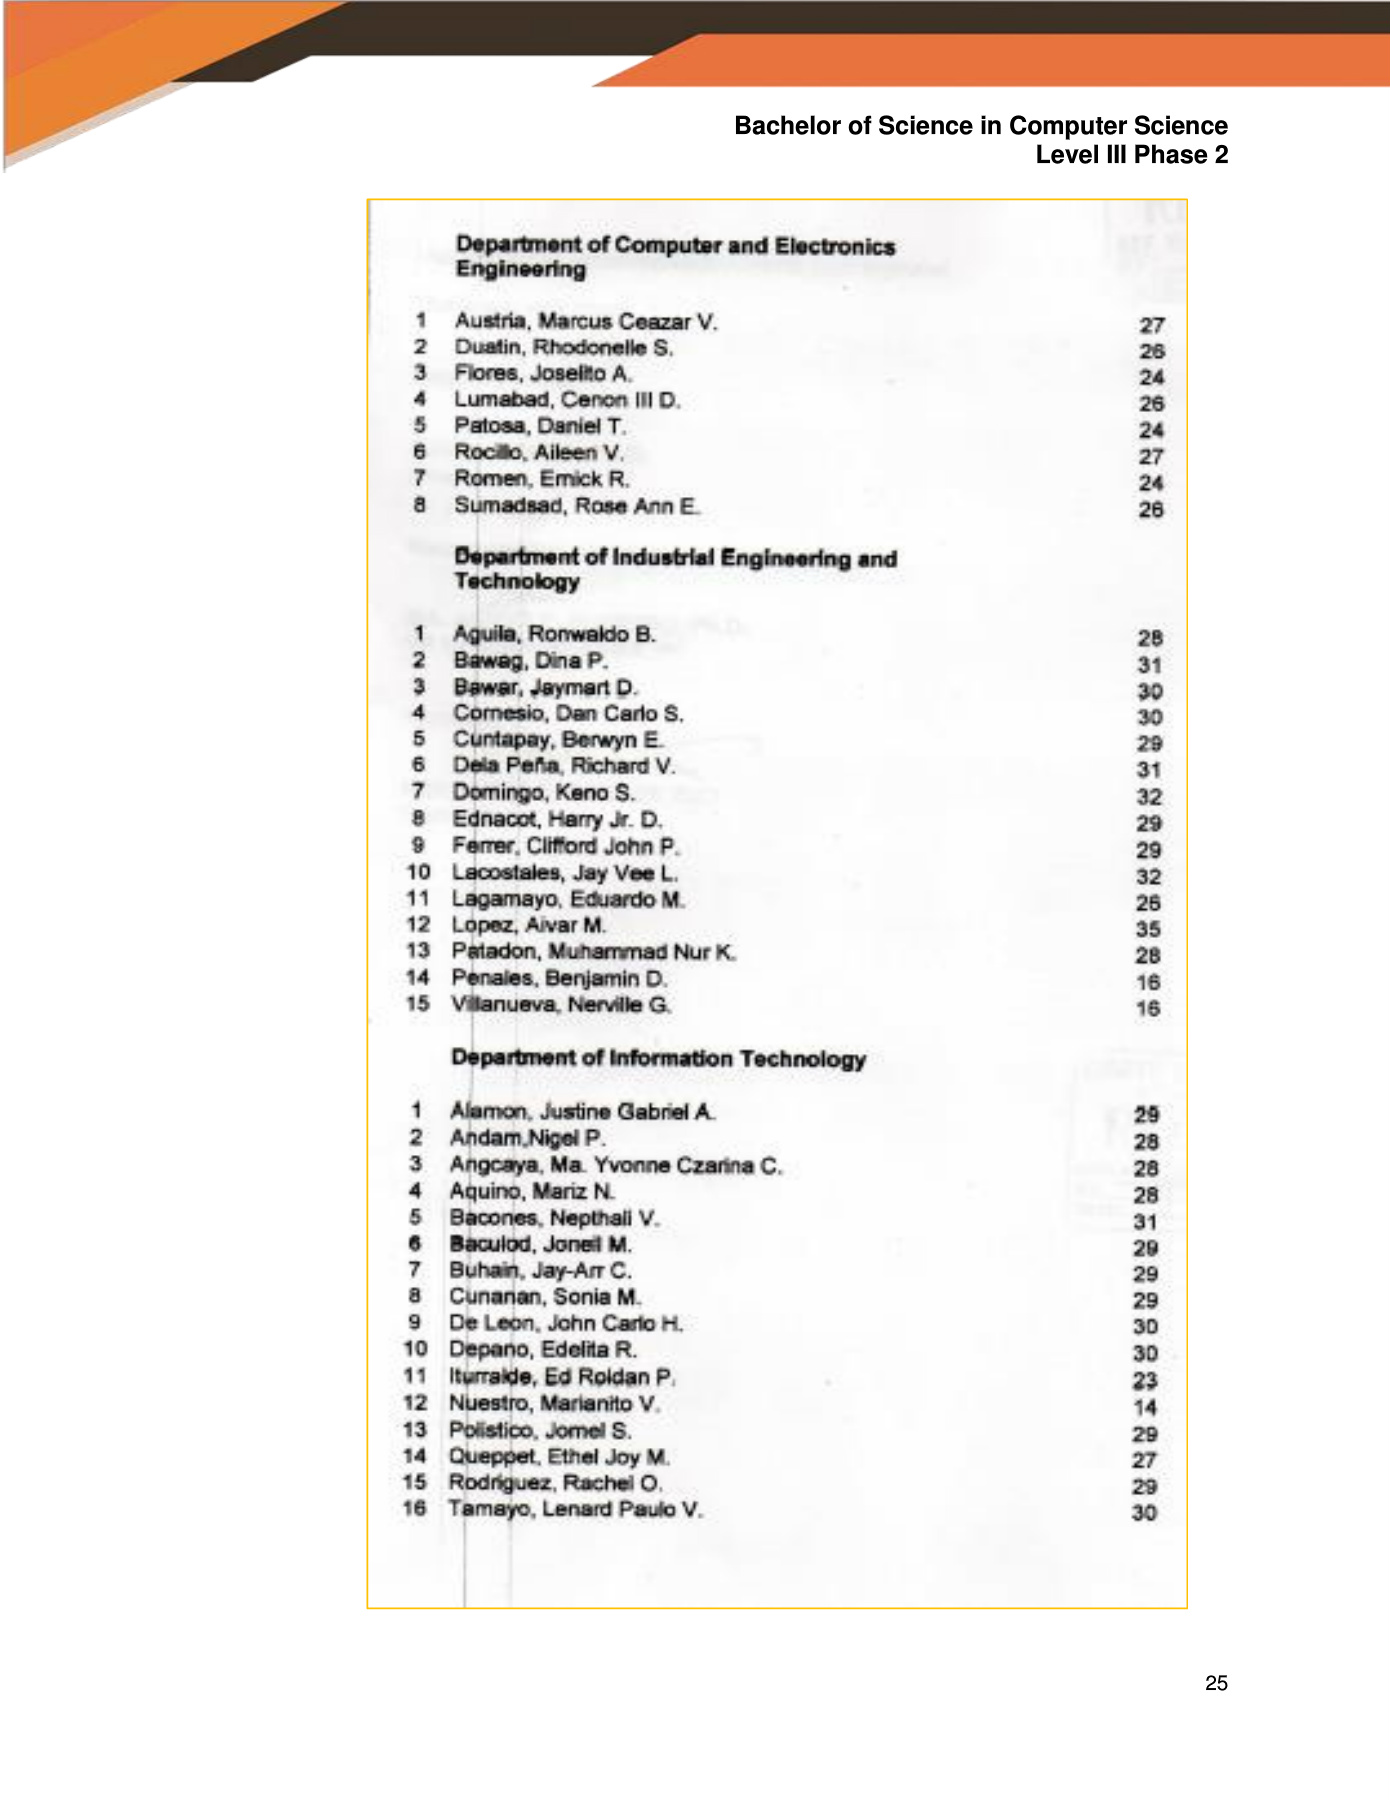 Bachelor of Science in Computer Science
Level III Phase 2
Department of Computer and Electronics
Engineering
1 Austria, Marcus Ceazar V. 27
2 Duatin, Rhodonelle S. 26
3 Flores, Joselito A. 24
4 Lumabad, Cenon III D. 26
5 Patosa, Daniel T. 24
6 Rocillo, Aileen V. 27
7 Romen, Emick R. 24
8 Sumadsad, Rose Ann E. 26
Department of Industrial Engineering and
Technology
1 Aguila, Ronwaldo B. 28
2 Bawag, Dina P. 31
3 Bawar, Jaymart D. 30
4 Cornesio, Dan Carlo S. 30
5 Cuntapay, Berwyn E. 29
6 Dela Peña, Richard V. 31
7 Domingo, Keno S. 32
8 Ednacot, Harry Jr. D. 29
9 Ferrer, Clifford John P. 29
10 Lacostales, Jay Vee L. 32
11 Lagamayo, Eduardo M. 26
12 Lopez, Aivar M. 35
13 Patadon, Muhammad Nur K. 28
14 Penales, Benjamin D. 16
15 Villanueva, Nerville G. 16
Department of Information Technology
1 Alamon, Justine Gabriel A. 29
2 Andam,Nigel P. 28
3 Angcaya, Ma. Yvonne Czarina C. 28
4 Aquino, Mariz N. 28
5 Bacones, Nepthali V. 31
6 Baculod, Joneil M. 29
7 Buhain, Jay-Arr C. 29
8 Cunanan, Sonia M. 29
9 De Leon, John Carlo H. 30
10 Depano, Edelita R. 30
11 Iturralde, Ed Roldan P. 23
12 Nuestro, Marianito V. 14
13 Polistico, Jomel S. 29
14 Queppet, Ethel Joy M. 27
15 Rodriguez, Rachel O. 29
16 Tamayo, Lenard Paulo V. 30
25